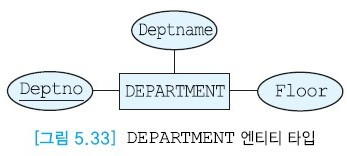 Deptname
Deptno
DEPARTMENT
Floor
[그림 5.33] DEPARTMENT 엔티티 타입